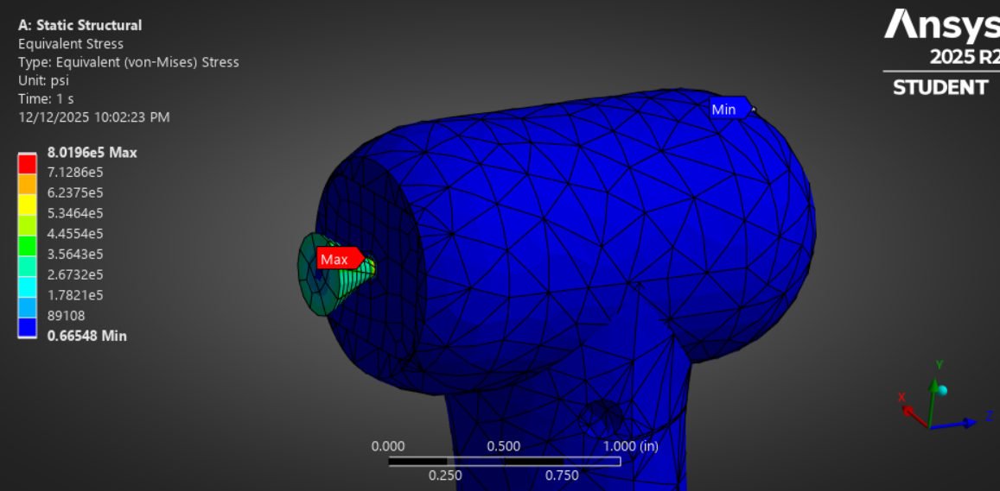 A: Static Structural
Equivalent Stress
Type: Equivalent (von-Mises) Stress
Unit: psi
Time: 1 s
12/12/2025 10:02:23 PM
8.0196e5 Max
7.1286e5
6.2375e5
5.3464e5
4.4554e5
3.5643e5
2.6732e5
1.7821e5
89108
0.66548 Min
Ansys
2025 R2
STUDENT
Min
Max
Y
X
Z
0.000 0.500 1.000 (in)
0.250 0.750